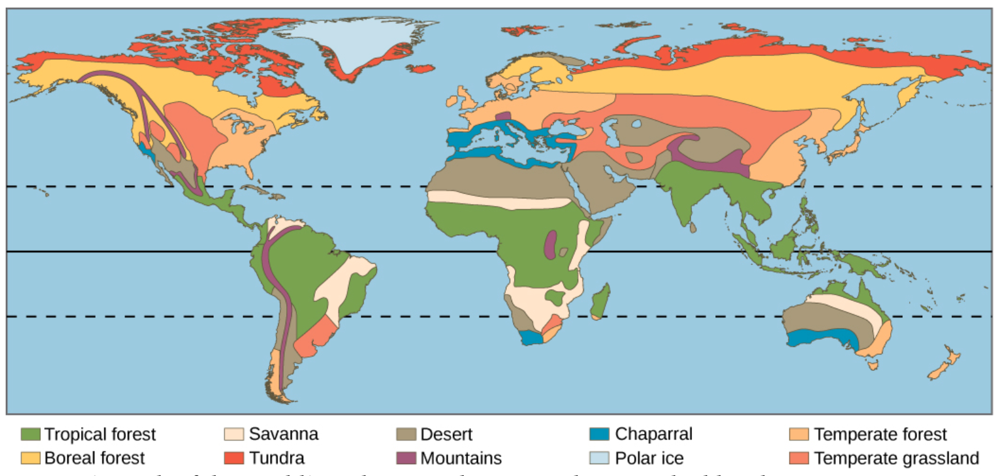 Tropical forest Savanna Desert Chaparral Temperate forest
Boreal forest Tundra Mountains Polar ice Temperate grassland